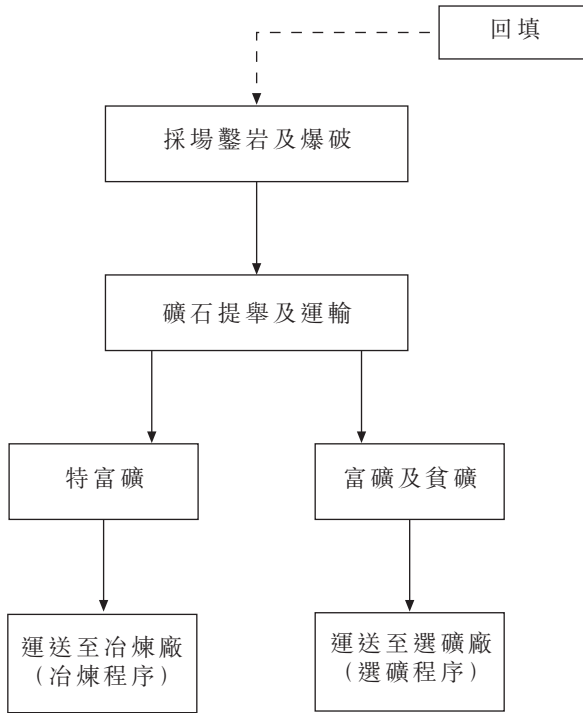 回填
採場鑿岩及爆破
礦石提舉及運輸
特富礦
富礦及貧礦
運送至冶煉廠
（冶煉程序）
運送至選礦廠
（選礦程序）